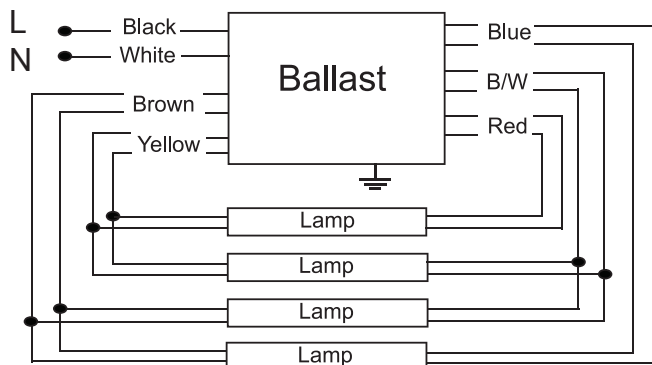 L
Black
Blue
N
White
Ballast
B/W
Brown
Red
Yellow
Lamp
Lamp
Lamp
Lamp